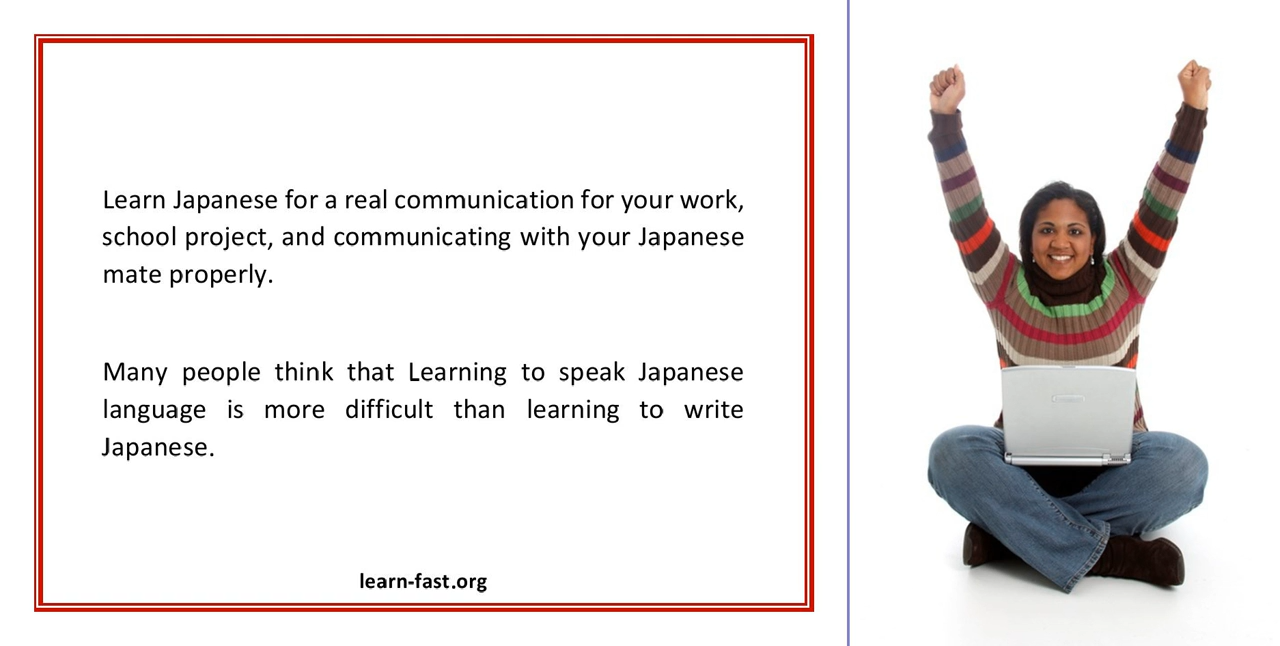 Learn Japanese for a real communication for your work,
school project, and communicating with your Japanese
mate properly.
Many people think that Learning to speak Japanese
language is more difficult than learning to write
Japanese.
learn-fast.org